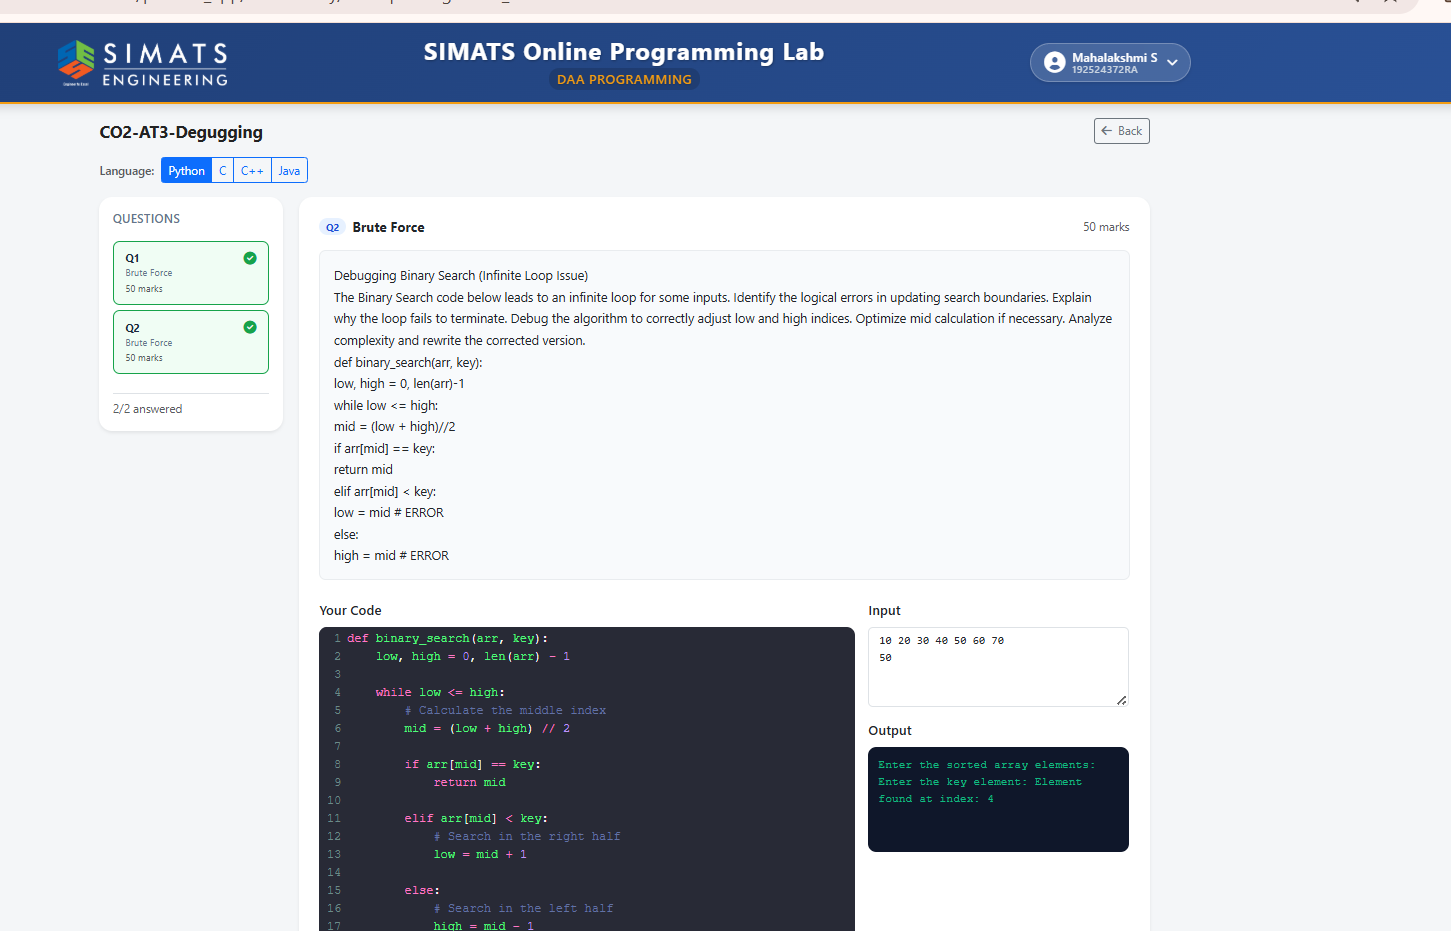 SIMATS
ENGINEERING
SIMATS Online Programming Lab
DAA PROGRAMMING
Mahalakshmi S
192524372RA
CO2-AT3-Degugging
← Back
Language: Python C C++ Java
QUESTIONS
Q1
Brute Force
50 marks
Q2
Brute Force
50 marks
2/2 answered
Q2 Brute Force
50 marks
Debugging Binary Search (Infinite Loop Issue)
The Binary Search code below leads to an infinite loop for some inputs. Identify the logical errors in updating search boundaries. Explain
why the loop fails to terminate. Debug the algorithm to correctly adjust low and high indices. Optimize mid calculation if necessary. Analyze
complexity and rewrite the corrected version.
def binary_search(arr, key):
low, high = 0, len(arr)-1
while low <= high:
mid = (low + high)//2
if arr[mid] == key:
return mid
elif arr[mid] < key:
low = mid # ERROR
else:
high = mid # ERROR
Your Code
1 def binary_search(arr, key):
2     low, high = 0, len(arr) - 1
3
4     while low <= high:
5         # Calculate the middle index
6         mid = (low + high) // 2
7
8         if arr[mid] == key:
9             return mid
10
11         elif arr[mid] < key:
12             # Search in the right half
13             low = mid + 1
14
15         else:
16             # Search in the left half
17             high = mid - 1
Input
10 20 30 40 50 60 70
50
Output
Enter the sorted array elements:
Enter the key element: Element
found at index: 4